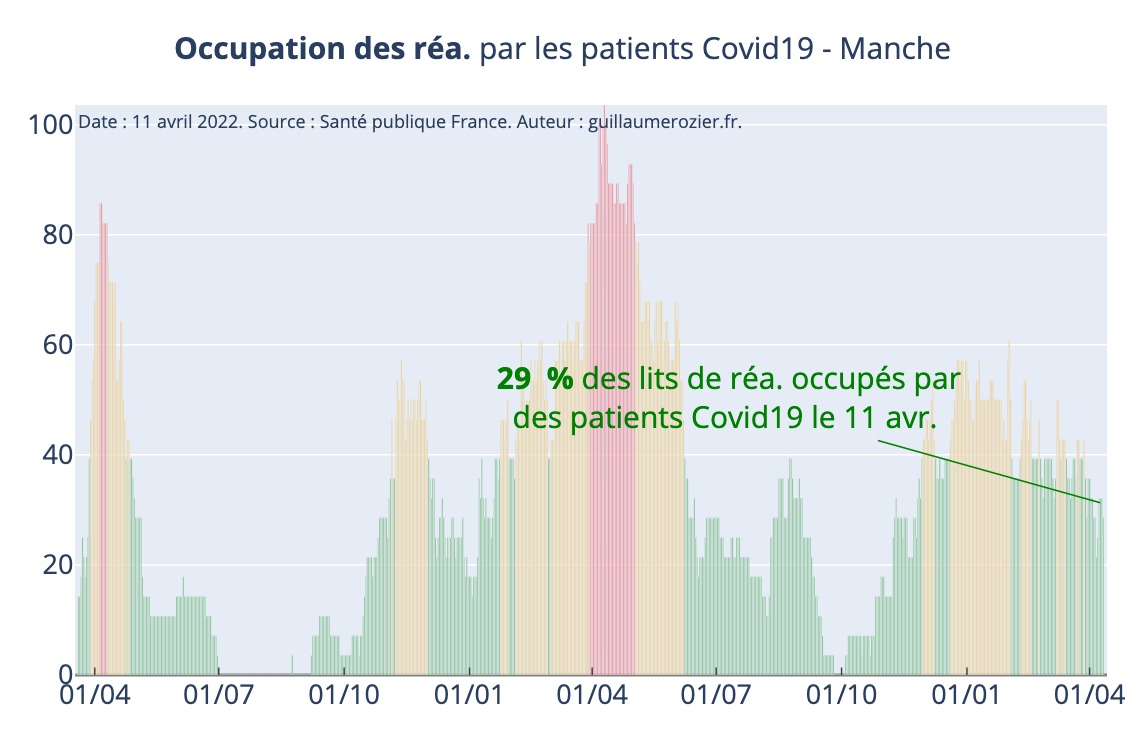 Occupation des réa. par les patients Covid19 - Manche
Date : 11 avril 2022. Source : Santé publique France. Auteur : guillaumerozier.fr.
100
80
60
40
20
0
29 % des lits de réa. occupés par
des patients Covid19 le 11 avr.
01/04 01/07 01/10 01/01 01/04 01/07 01/10 01/01 01/04